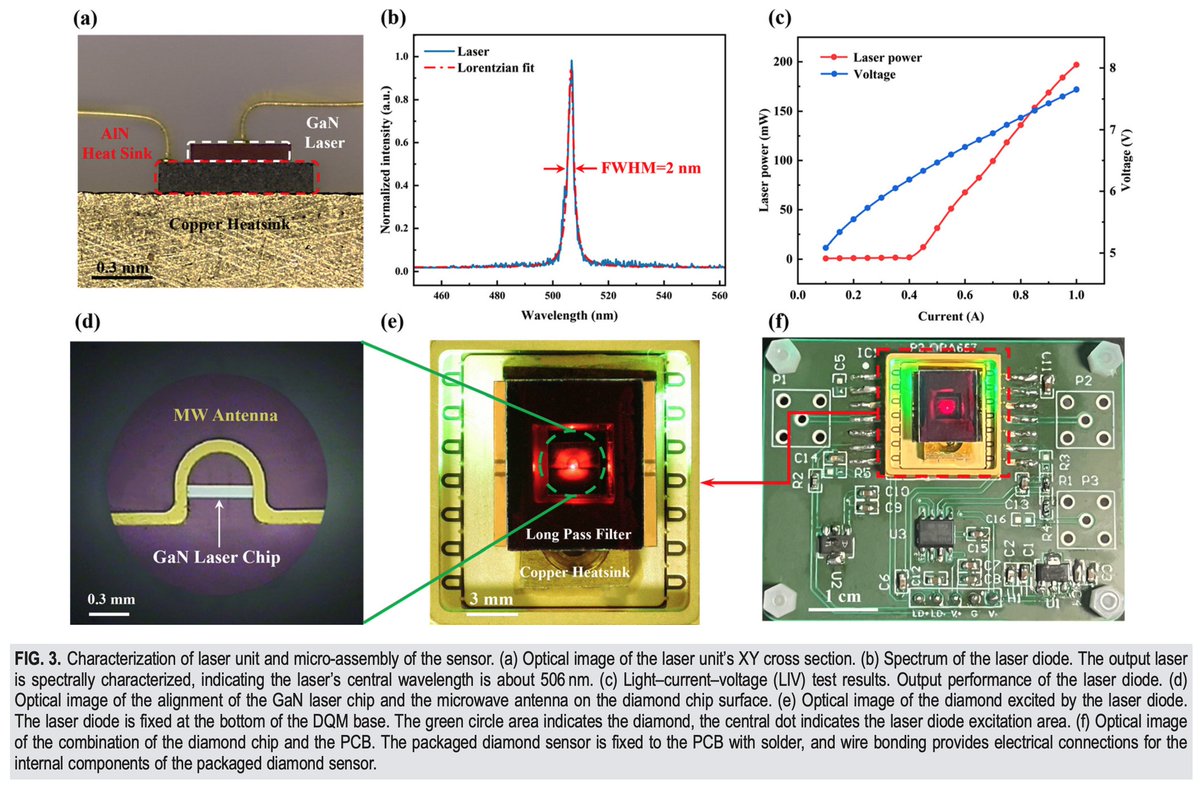 (a)
AlN
Heat Sink
GaN
Laser
Copper Heatsink
0.3 mm
(b)
Laser
Lorentzian fit
FWHM=2 nm
Normalized intensity (a.u.)
1.0
0.8
0.6
0.4
0.2
0.0
460 480 500 520 540 560
Wavelength (nm)
(c)
Laser power
Voltage
Laser power (mW)
200
150
100
50
0
Voltage (V)
8
7
6
5
0.0 0.2 0.4 0.6 0.8 1.0
Current (A)
(d)
MW Antenna
GaN Laser Chip
0.3 mm
(e)
Long Pass Filter
Copper Heatsink
3 mm
(f)
IC1
C5
P1
P2
C14
R5
R2
R3
R1 P3
C10
C9
C13
C16
R4
U3
C15
U2
C6
C12
C7
C2
C1
H1
U1
C3
LD+ LD- V+ G V-
1 cm
FIG. 3. Characterization of laser unit and micro-assembly of the sensor. (a) Optical image of the laser unit's XY cross section. (b) Spectrum of the laser diode. The output laser
is spectrally characterized, indicating the laser's central wavelength is about 506 nm. (c) Light–current–voltage (LIV) test results. Output performance of the laser diode. (d)
Optical image of the alignment of the GaN laser chip and the microwave antenna on the diamond chip surface. (e) Optical image of the diamond excited by the laser diode.
The laser diode is fixed at the bottom of the DQM base. The green circle area indicates the diamond, the central dot indicates the laser diode excitation area. (f) Optical image
of the combination of the diamond chip and the PCB. The packaged diamond sensor is fixed to the PCB with solder, and wire bonding provides electrical connections for the
internal components of the packaged diamond sensor.